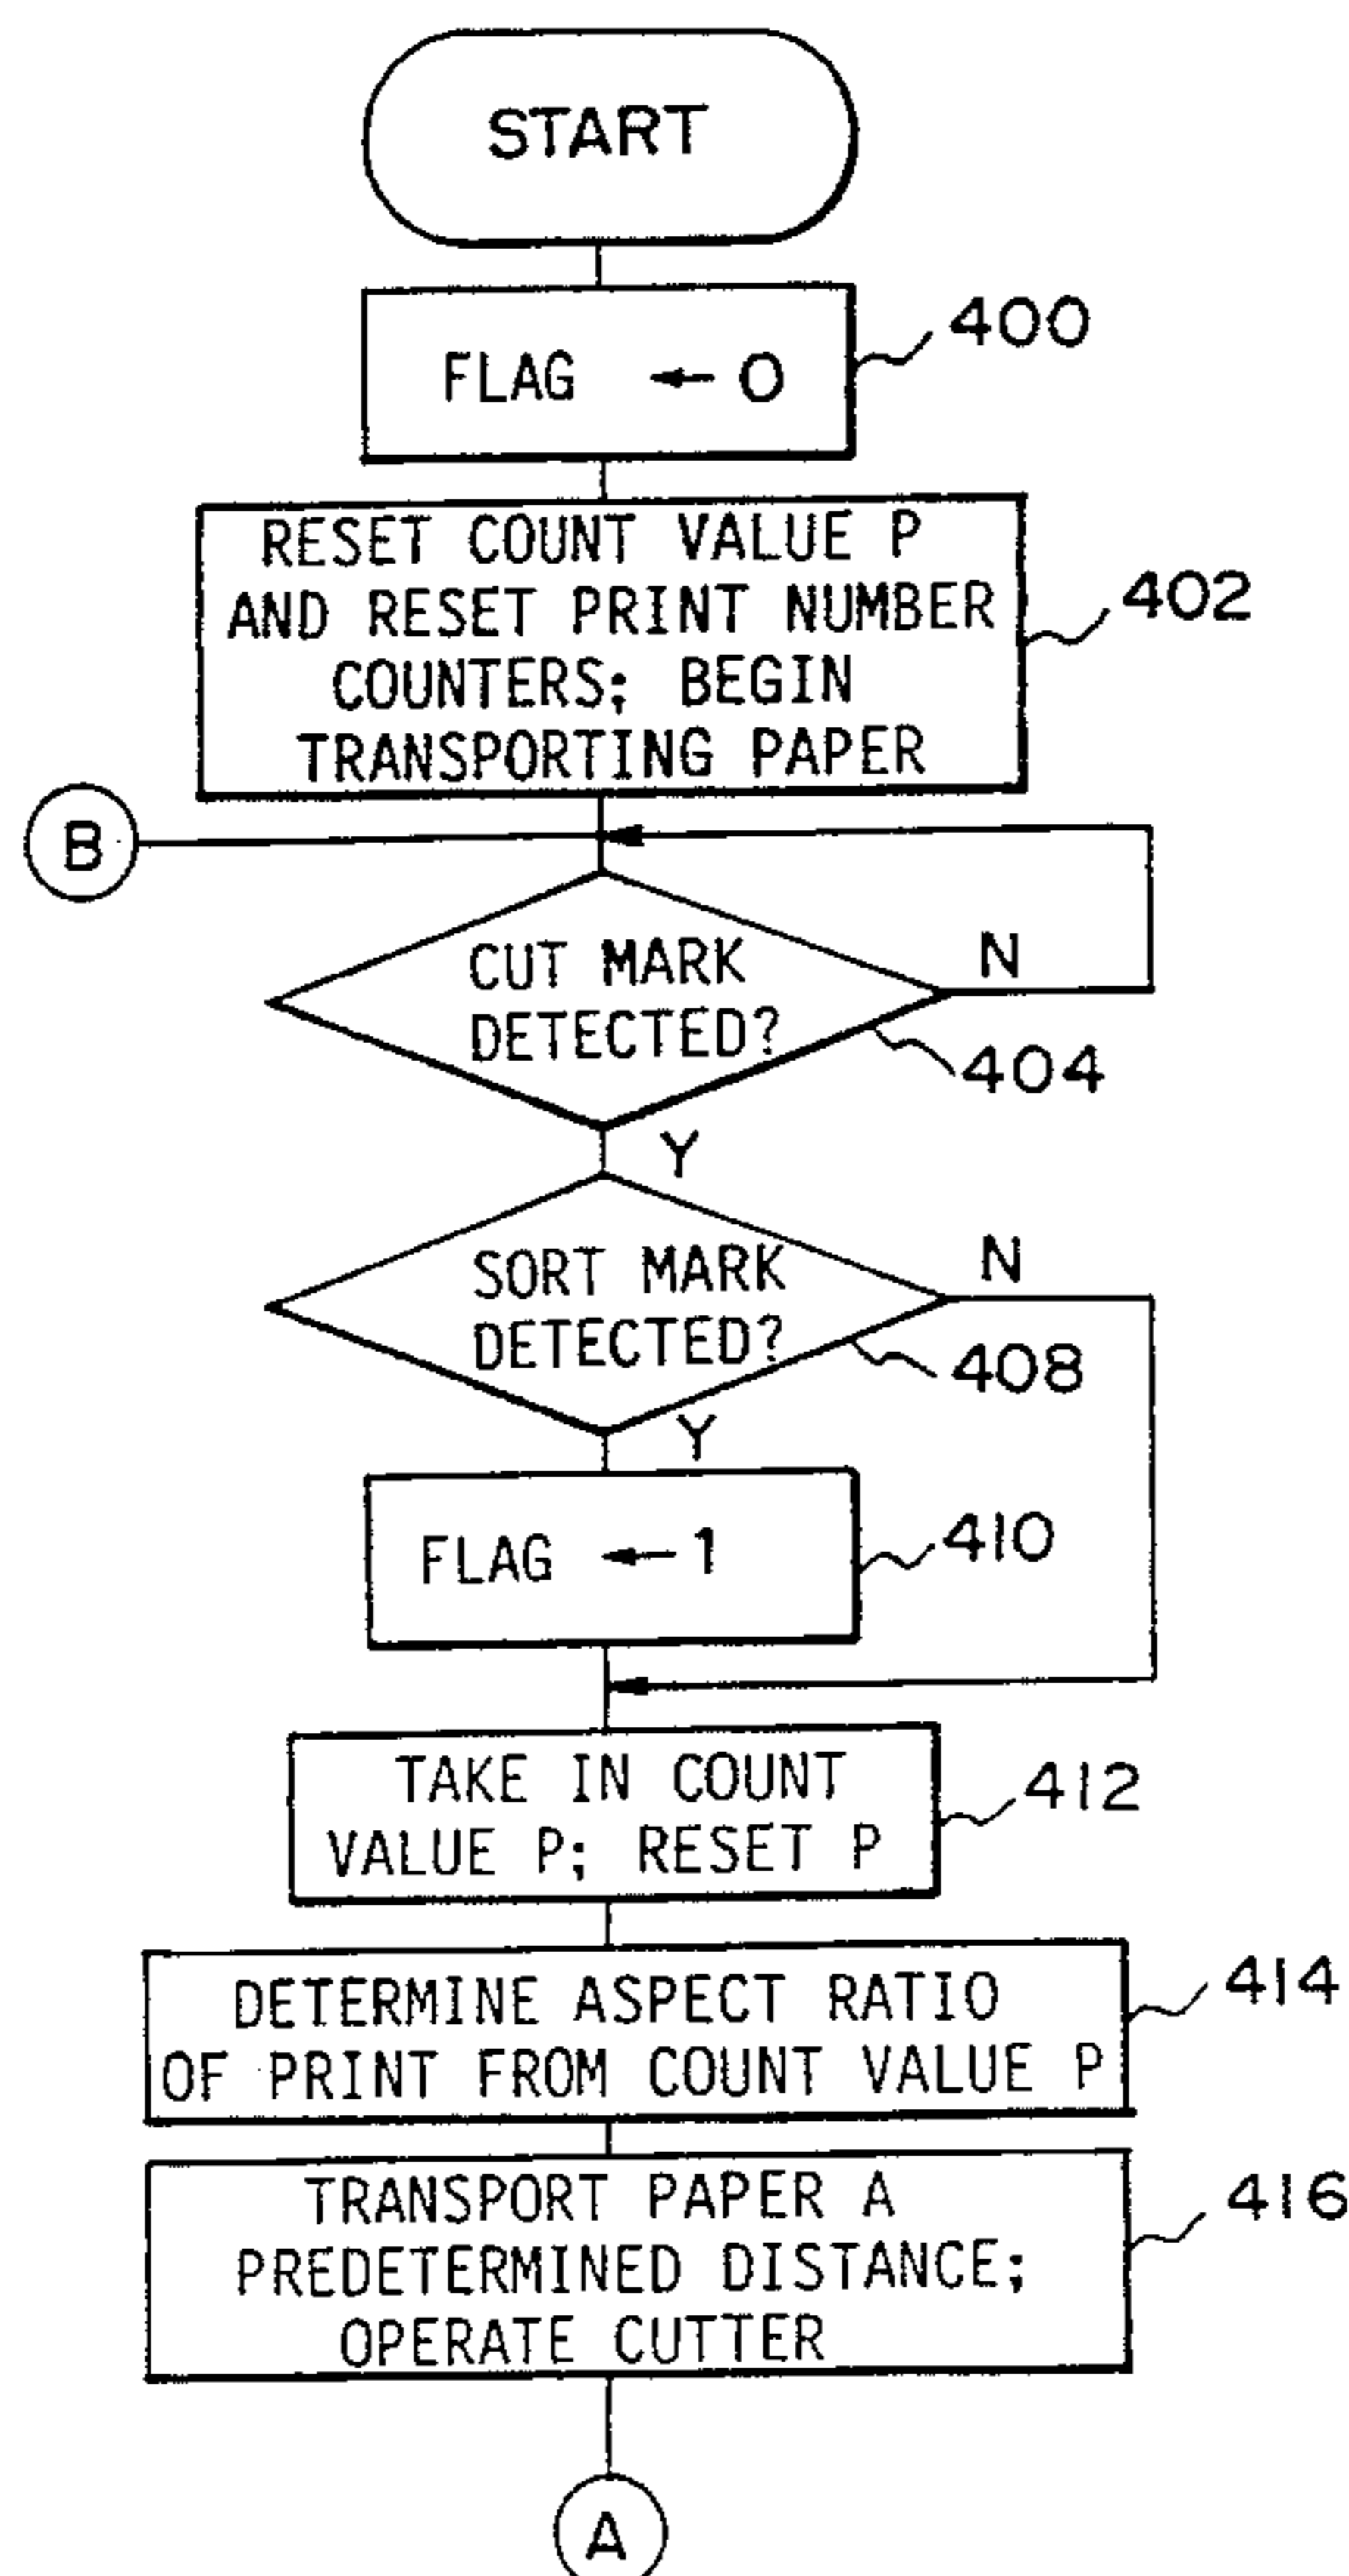 START
FLAG ← 0
400
RESET COUNT VALUE P
AND RESET PRINT NUMBER
COUNTERS; BEGIN
TRANSPORTING PAPER
402
B
CUT MARK
DETECTED?
N
404
Y
SORT MARK
DETECTED?
N
408
Y
FLAG ← 1
410
TAKE IN COUNT
VALUE P; RESET P
412
DETERMINE ASPECT RATIO
OF PRINT FROM COUNT VALUE P
414
TRANSPORT PAPER A
PREDETERMINED DISTANCE;
OPERATE CUTTER
416
A